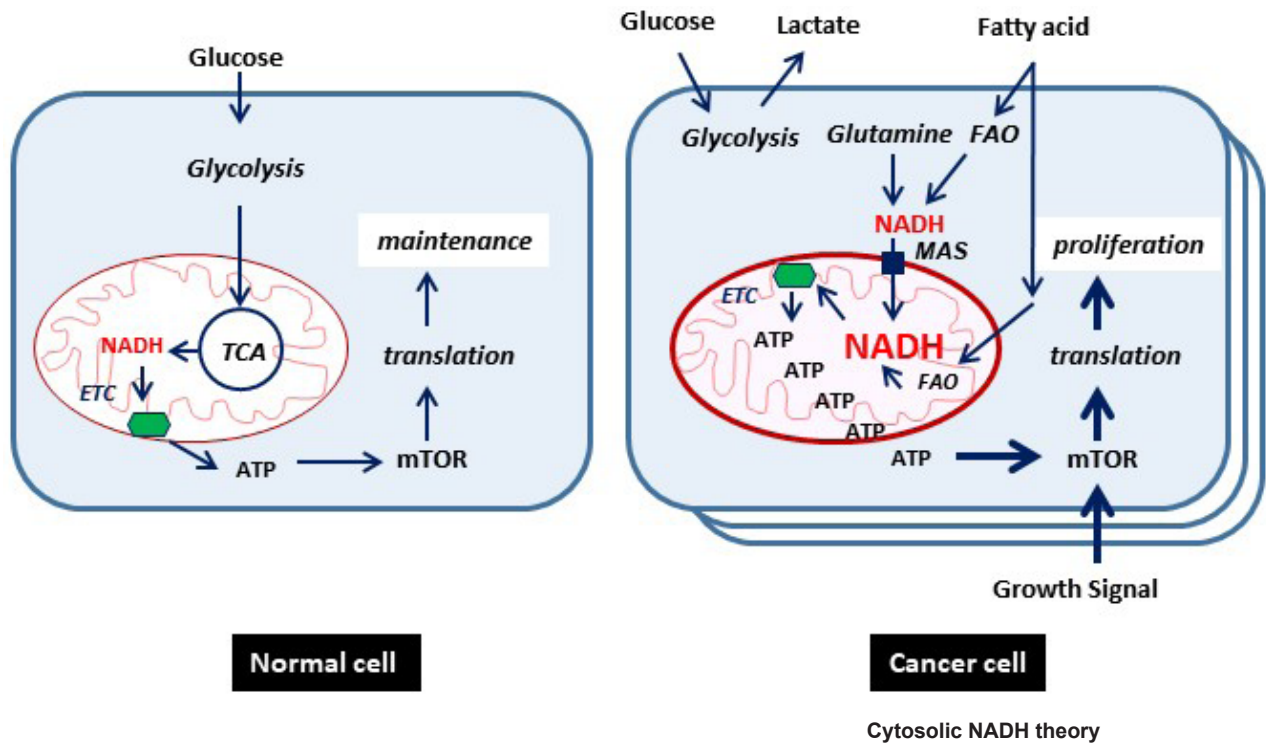 Glucose
Glycolysis
maintenance
NADH
TCA
translation
ETC
ATP
mTOR
Normal cell
Glucose
Lactate
Fatty acid
Glycolysis
Glutamine
FAO
NADH
MAS
proliferation
ETC
ATP
NADH
translation
ATP
FAO
ATP
ATP
ATP
mTOR
Growth Signal
Cancer cell
Cytosolic NADH theory